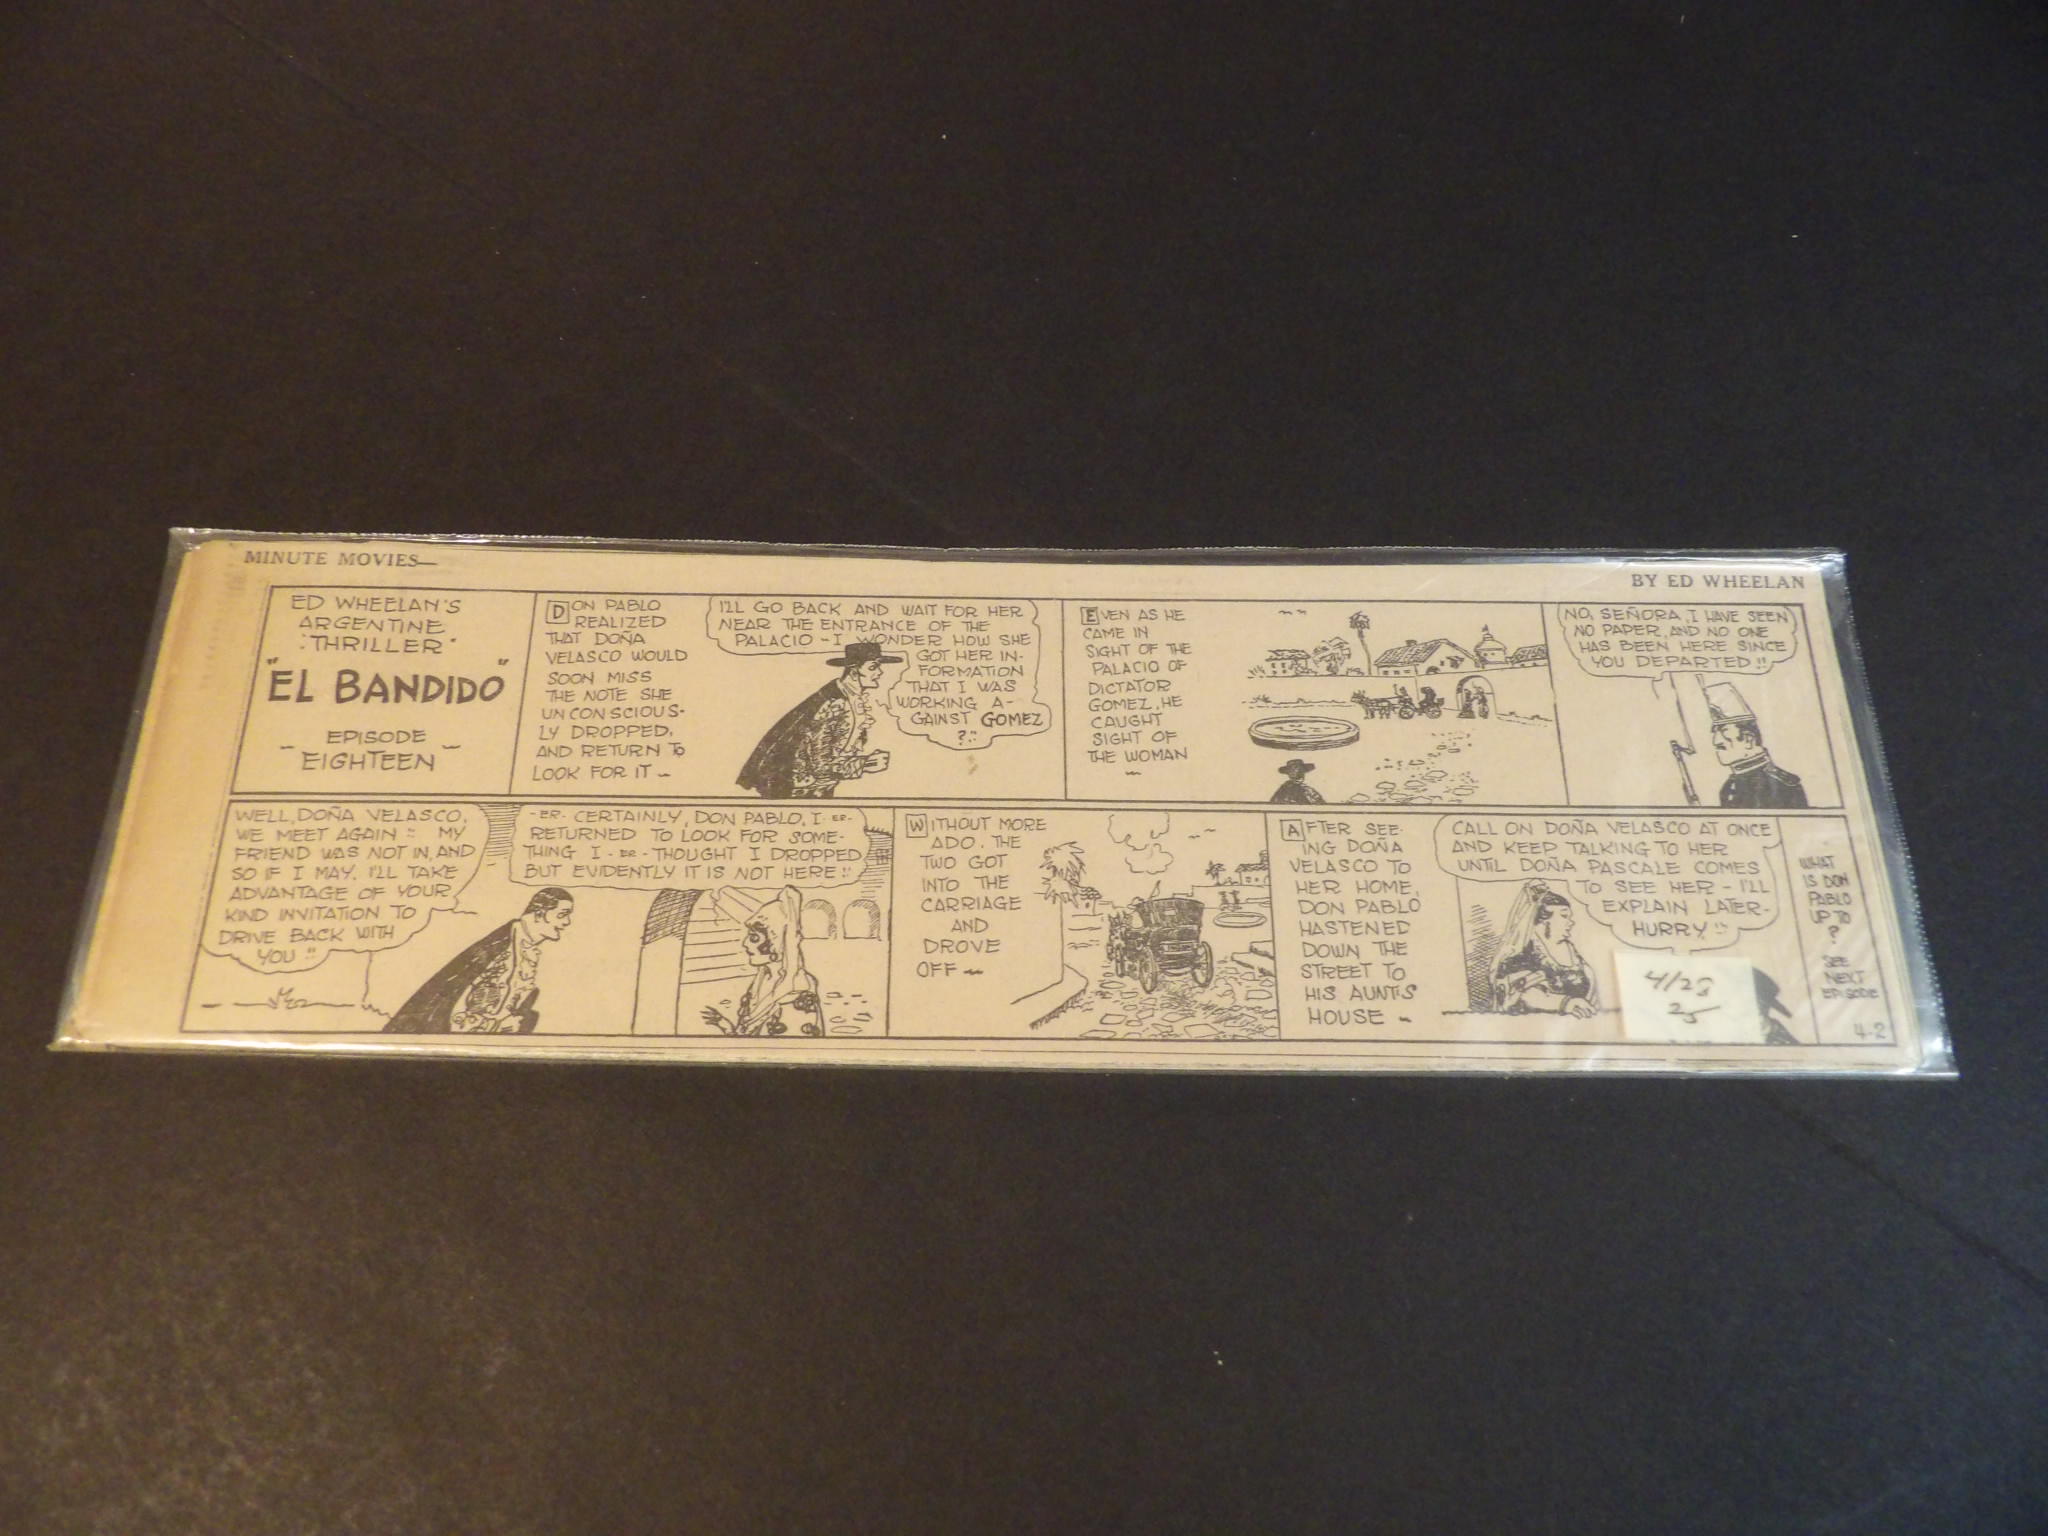 MINUTE MOVIES—
BY ED WHEELAN
ED WHEELAN'S
ARGENTINE
"THRILLER"
"EL BANDIDO"
EPISODE
~ EIGHTEEN ~
DON PABLO
REALIZED
THAT DOÑA
VELASCO WOULD
SOON MISS
THE NOTE SHE
UNCONSCIOUS-
LY DROPPED,
AND RETURN TO
LOOK FOR IT ~
I'LL GO BACK AND WAIT FOR HER
NEAR THE ENTRANCE OF THE
PALACIO - I WONDER HOW SHE
GOT HER IN-
FORMATION
THAT I WAS
WORKING A-
GAINST GOMEZ
?!!
EVEN AS HE
CAME IN
SIGHT OF THE
PALACIO OF
DICTATOR
GOMEZ, HE
CAUGHT
SIGHT OF
THE WOMAN
~
NO, SEÑORA, I HAVE SEEN
NO PAPER, AND NO ONE
HAS BEEN HERE SINCE
YOU DEPARTED!!
WELL, DOÑA VELASCO,
WE MEET AGAIN!! MY
FRIEND WAS NOT IN, AND
SO IF I MAY, I'LL TAKE
ADVANTAGE OF YOUR
KIND INVITATION TO
DRIVE BACK WITH
YOU!!
-ER- CERTAINLY, DON PABLO, I -ER-
RETURNED TO LOOK FOR SOME-
THING I -ER- THOUGHT I DROPPED
BUT EVIDENTLY IT IS NOT HERE!!
WITHOUT MORE
ADO, THE
TWO GOT
INTO THE
CARRIAGE
AND
DROVE
OFF ~
AFTER SEE-
ING DOÑA
VELASCO TO
HER HOME,
DON PABLO
HASTENED
DOWN THE
STREET TO
HIS AUNT'S
HOUSE ~
CALL ON DOÑA VELASCO AT ONCE
AND KEEP TALKING TO HER
UNTIL DOÑA PASCALE COMES
TO SEE HER - I'LL
EXPLAIN LATER-
HURRY!!
4/28
25
WHAT
IS DON
PABLO
UP TO
?
SEE
NEXT
EPISODE
4-2